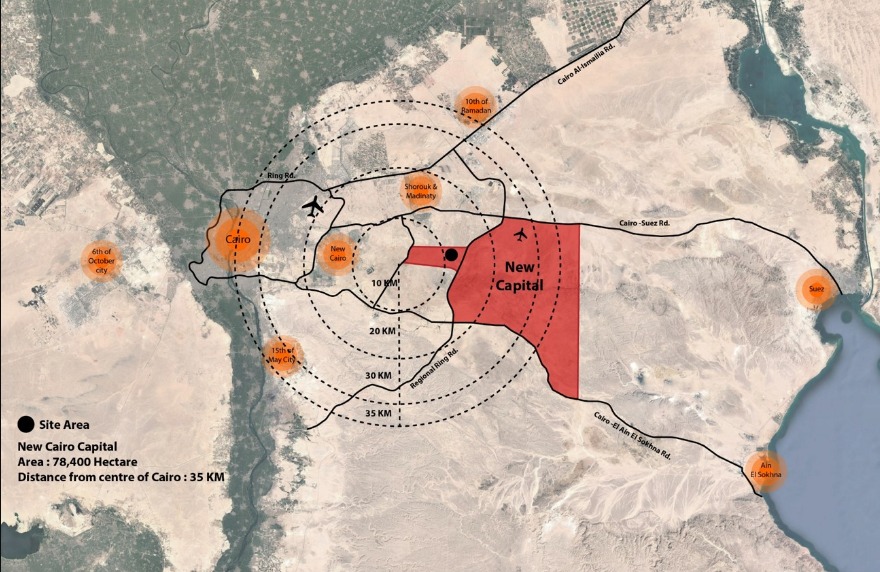 Cairo Al-Ismailia Rd.
10th of
Ramadan
Ring Rd.
Shorouk &
Madinaty
Cairo -Suez Rd.
Cairo
New
Cairo
6th of
October
city
New
Capital
10 KM
Suez
20 KM
15th of
May City
Regional Ring Rd.
30 KM
35 KM
Cairo -El Ain El Sokhna Rd.
Ain
El Sokhna
Site Area
New Cairo Capital
Area : 78,400 Hectare
Distance from centre of Cairo : 35 KM